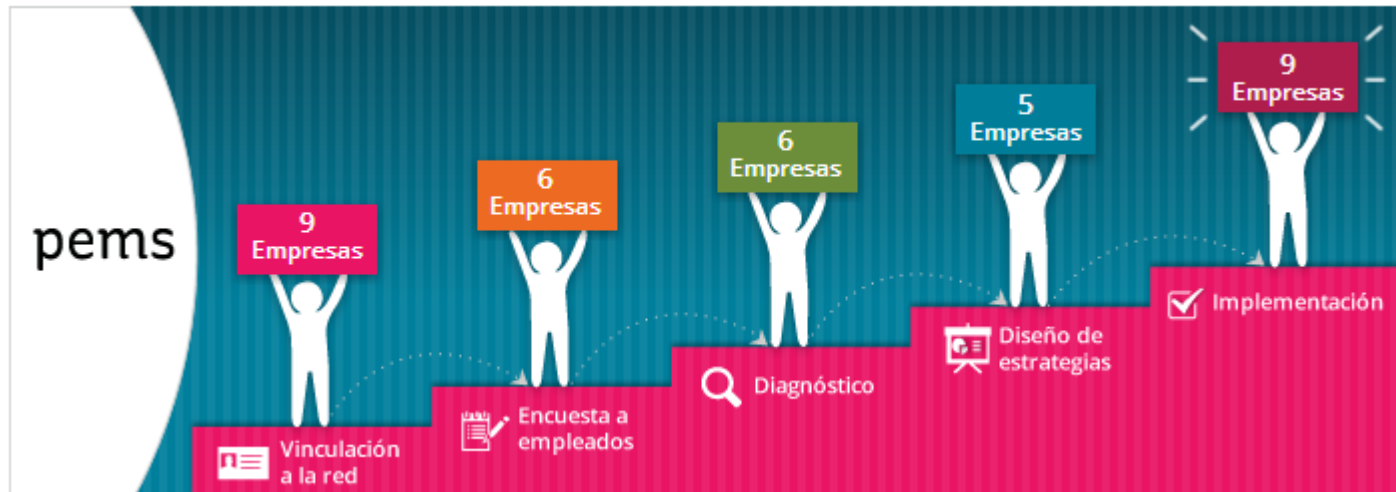 pems
9
Empresas
Vinculación
a la red
6
Empresas
Encuesta a
empleados
6
Empresas
Diagnóstico
5
Empresas
Diseño de
estrategias
9
Empresas
Implementación